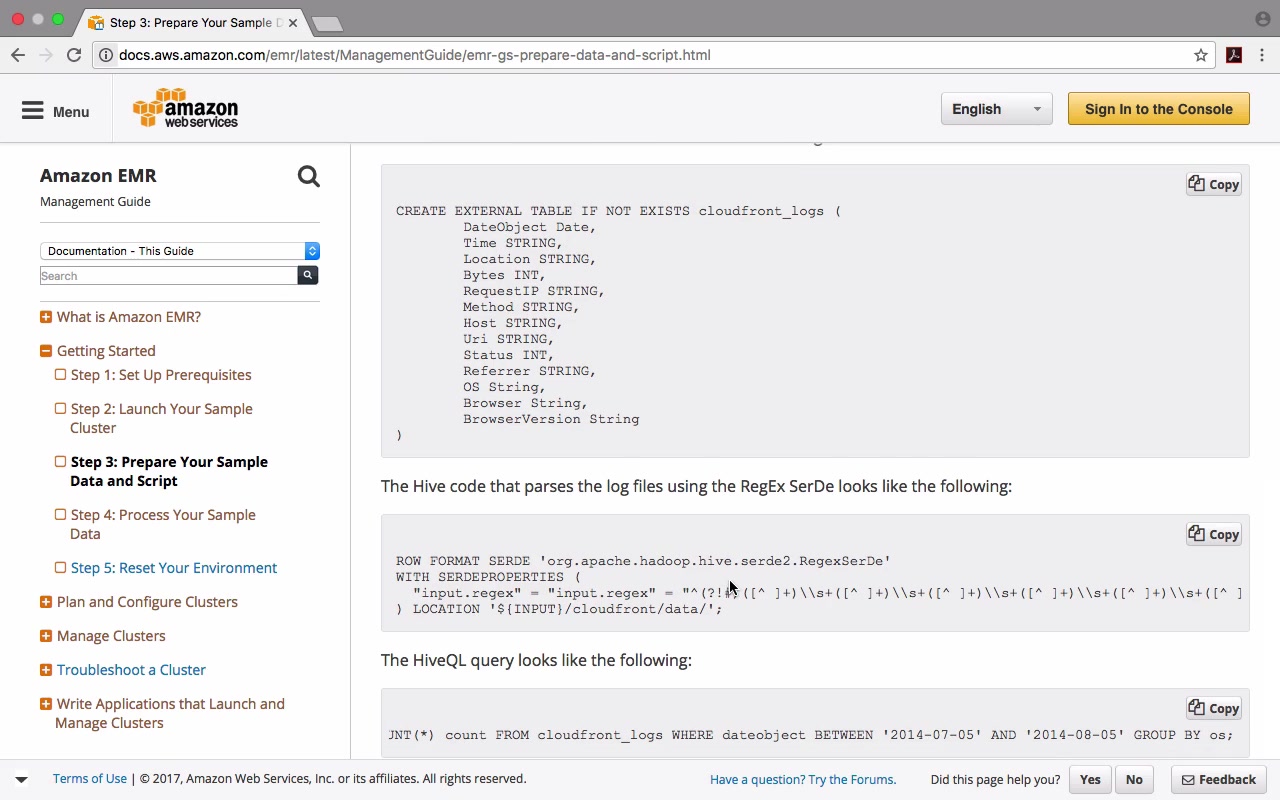 Step 3: Prepare Your Sample D
docs.aws.amazon.com/emr/latest/ManagementGuide/emr-gs-prepare-data-and-script.html
Menu
amazon
webservices
English
Sign In to the Console
Amazon EMR
Management Guide
Documentation - This Guide
Search
What is Amazon EMR?
Getting Started
Step 1: Set Up Prerequisites
Step 2: Launch Your Sample
Cluster
Step 3: Prepare Your Sample
Data and Script
Step 4: Process Your Sample
Data
Step 5: Reset Your Environment
Plan and Configure Clusters
Manage Clusters
Troubleshoot a Cluster
Write Applications that Launch and
Manage Clusters
Copy
CREATE EXTERNAL TABLE IF NOT EXISTS cloudfront_logs (
DateObject Date,
Time STRING,
Location STRING,
Bytes INT,
RequestIP STRING,
Method STRING,
Host STRING,
Uri STRING,
Status INT,
Referrer STRING,
OS String,
Browser String,
BrowserVersion String
)
The Hive code that parses the log files using the RegEx SerDe looks like the following:
Copy
ROW FORMAT SERDE 'org.apache.hadoop.hive.serde2.RegexSerDe'
WITH SERDEPROPERTIES (
"input.regex" = "input.regex" = "^(?!#)([^ ]+)\\s+([^ ]+)\\s+([^ ]+)\\s+([^ ]+)\\s+([^ ]+)\\s+([^ ]
) LOCATION '${INPUT}/cloudfront/data/';
The HiveQL query looks like the following:
Copy
UNT(*) count FROM cloudfront_logs WHERE dateobject BETWEEN '2014-07-05' AND '2014-08-05' GROUP BY os;
Terms of Use | © 2017, Amazon Web Services, Inc. or its affiliates. All rights reserved.
Have a question? Try the Forums.
Did this page help you?
Yes
No
Feedback